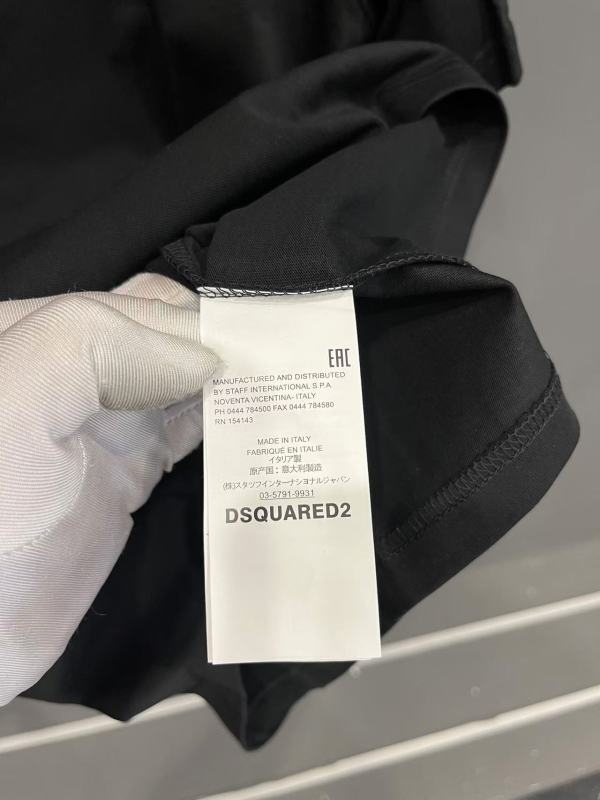 EAC
MANUFACTURED AND DISTRIBUTED
BY STAFF INTERNATIONAL S.P.A.
NOVENTA VICENTINA- ITALY
PH 0444 784500 FAX 0444 784580
RN 154143
MADE IN ITALY
FABRIQUÉ EN ITALIE
イタリア製
原产国：意大利製造
(株)スタッフインターナショナルジャパン
03-5791-9931
DSQUARED2